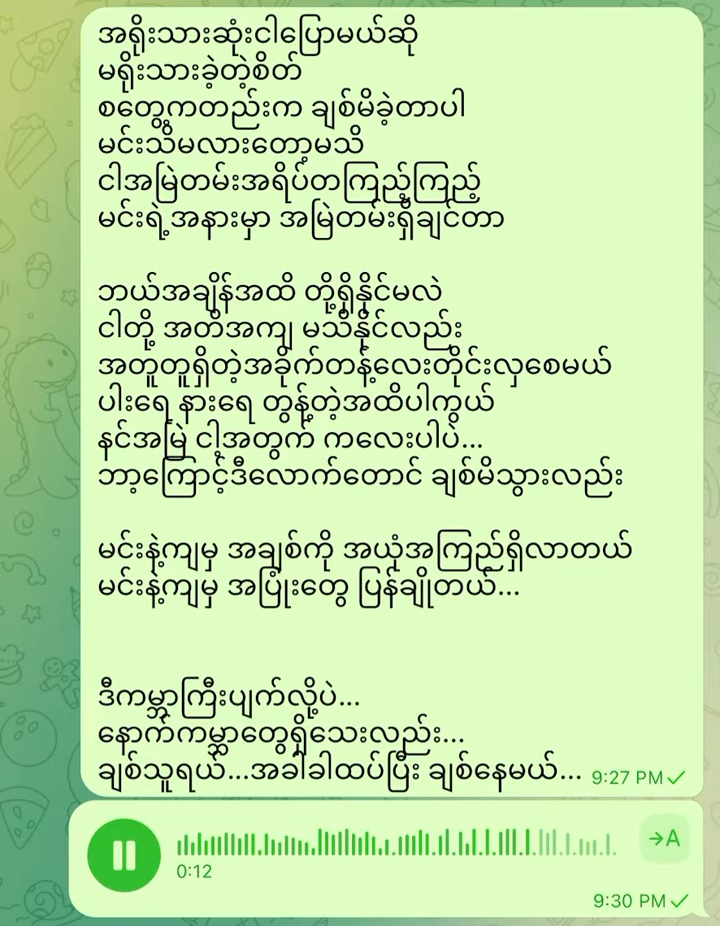 အရိုးသားဆုံးငါပြောမယ်ဆို
မရိုးသားခဲ့တဲ့စိတ်
စတွေ့ကတည်းက ချစ်မိခဲ့တာပါ
မင်းသိမလားတော့မသိ
ငါအမြဲတမ်းအရိပ်တကြည့်ကြည့်
မင်းရဲ့အနားမှာ အမြဲတမ်းရှိချင်တာ
ဘယ်အချိန်အထိ တို့ရှိနိုင်မလဲ
ငါတို့ အတိအကျ မသိနိုင်လည်း
အတူတူရှိတဲ့အခိုက်တန့်လေးတိုင်းလှစေမယ်
ပါးရေ နားရေ တွန့်တဲ့အထိပါကွယ်
နင်အမြဲ ငါ့အတွက် ကလေးပါပဲ...
ဘာ့ကြောင့်ဒီလောက်တောင် ချစ်မိသွားလည်း
မင်းနဲ့ကျမှ အချစ်ကို အယုံအကြည်ရှိလာတယ်
မင်းနဲ့ကျမှ အပြုံးတွေ ပြန်ချိုတယ်...
ဒီကမ္ဘာကြီးပျက်လို့ပဲ...
နောက်ကမ္ဘာတွေရှိသေးလည်း...
ချစ်သူရယ်...အခါခါထပ်ပြီး ချစ်နေမယ်... 9:27 PM
→A
0:12
9:30 PM